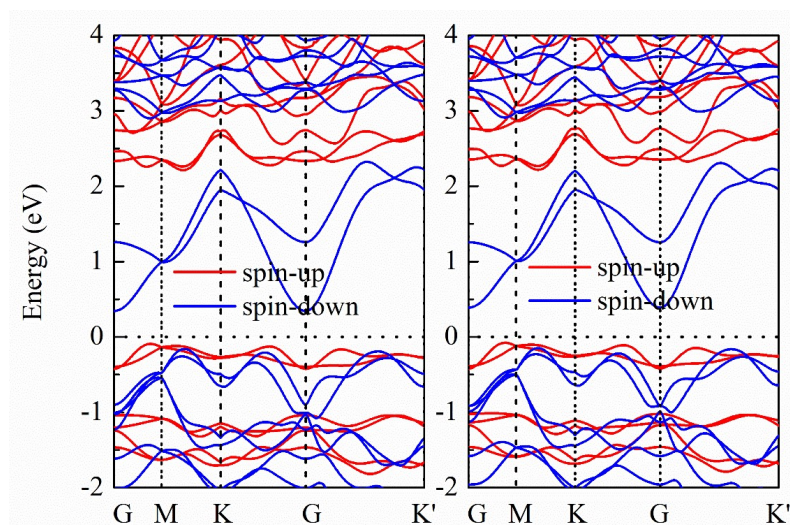 4
3
2
1
0
-1
-2
Energy (eV)
spin-up
spin-down
G M K G K'
4
3
2
1
0
-1
-2
spin-up
spin-down
G M K G K'